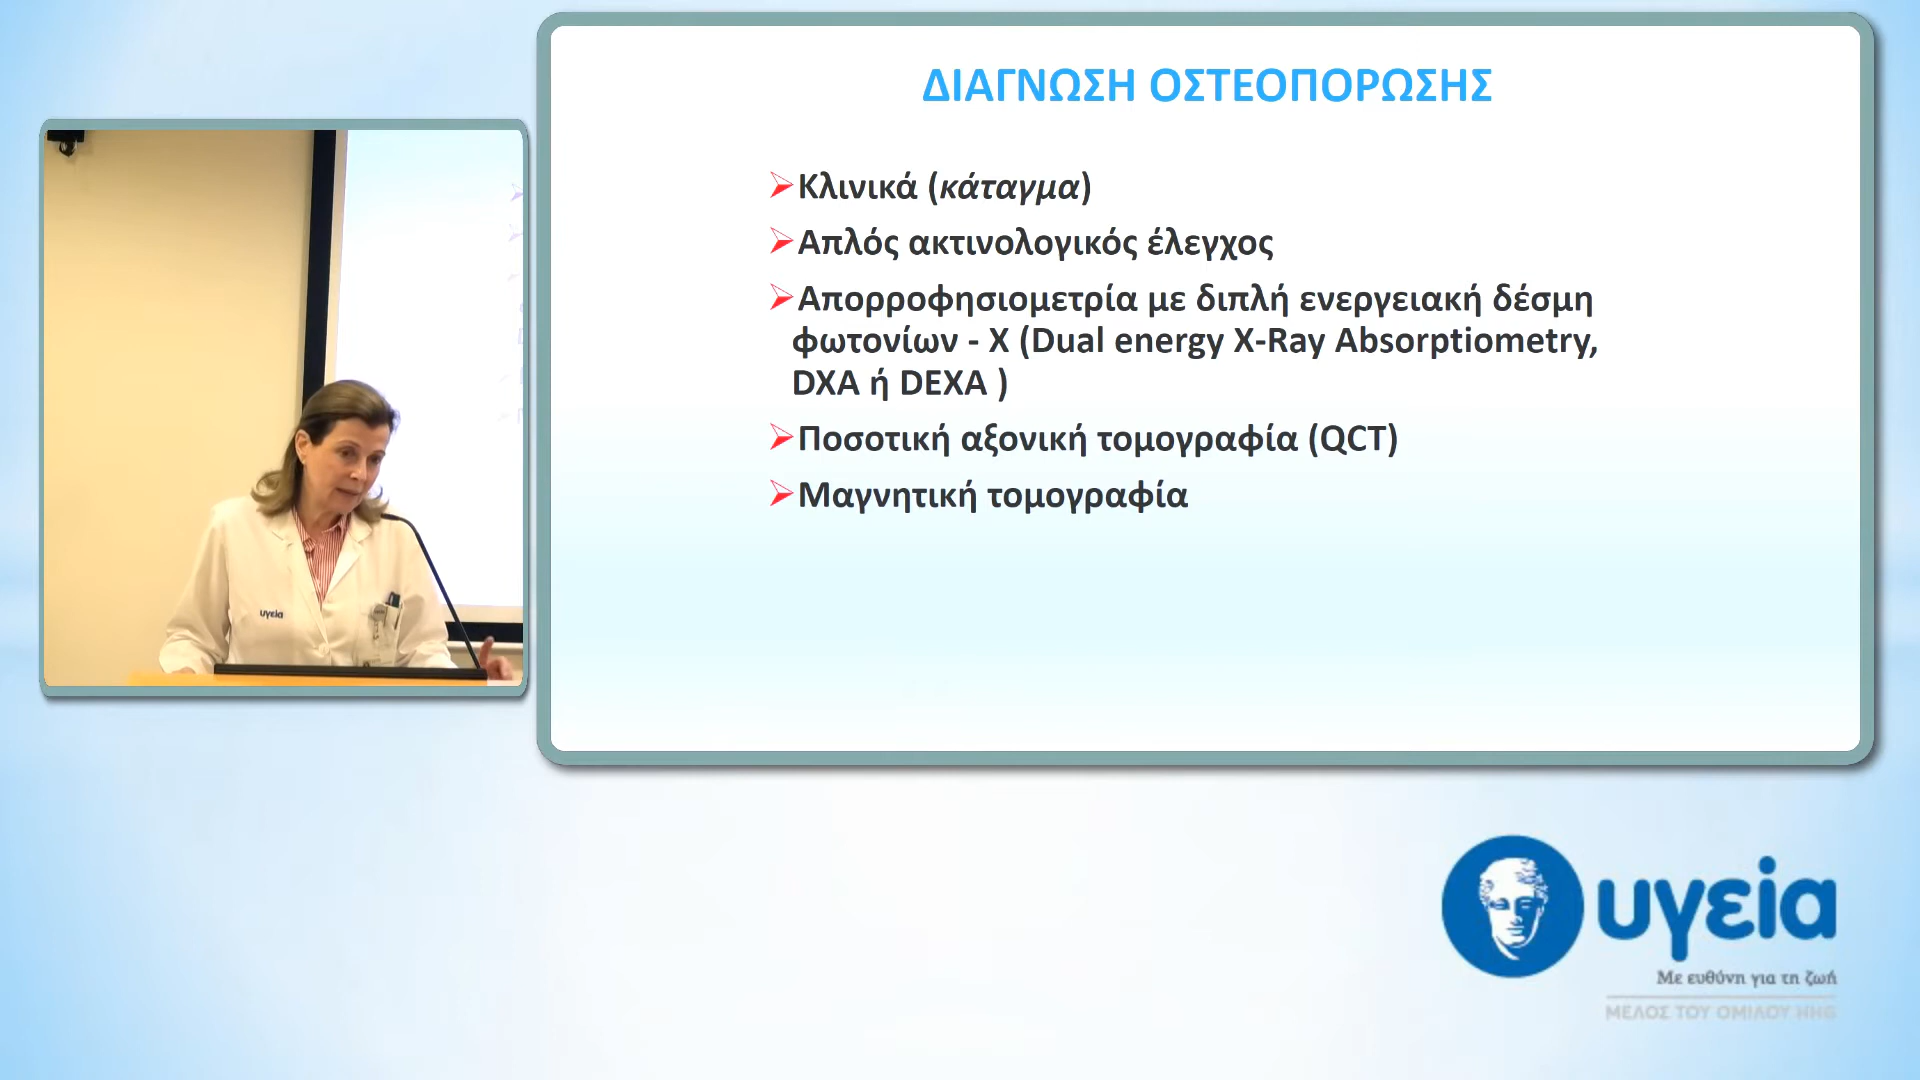 ΔΙΑΓΝΩΣΗ ΟΣΤΕΟΠΟΡΩΣΗΣ
Κλινικά (κάταγμα)
Απλός ακτινολογικός έλεγχος
Απορροφησιομετρία με διπλή ενεργειακή δέσμη
φωτονίων - Χ (Dual energy X-Ray Absorptiometry,
DXA ή DEXA )
Ποσοτική αξονική τομογραφία (QCT)
Μαγνητική τομογραφία
υγεία
υγεία
Με ευθύνη για τη ζωή
ΜΕΛΟΣ ΤΟΥ ΟΜΙΛΟΥ HHG